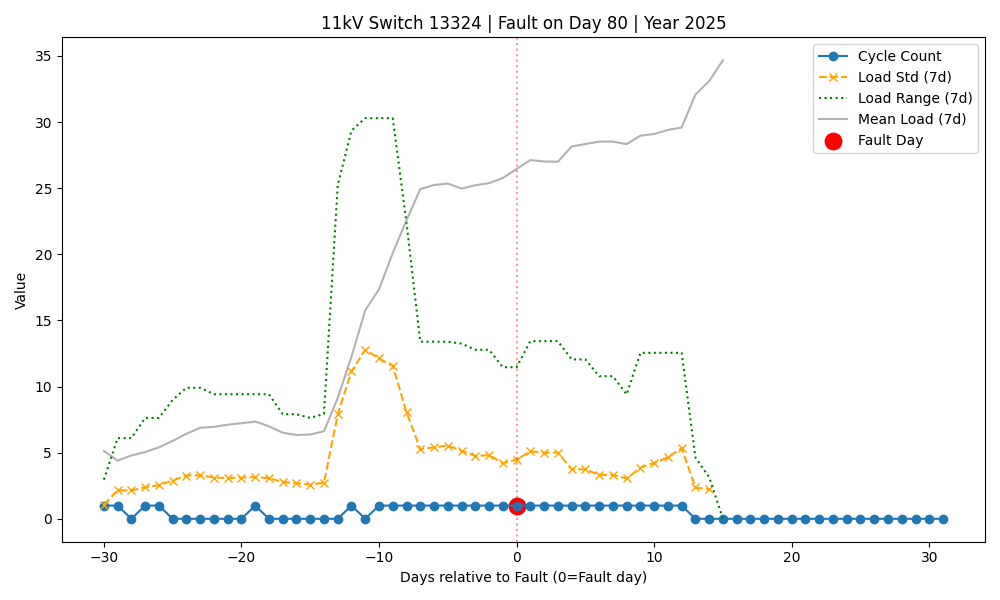 11kV Switch 13324 | Fault on Day 80 | Year 2025
Cycle Count
Load Std (7d)
Load Range (7d)
Mean Load (7d)
Fault Day
Value
35
30
25
20
15
10
5
0
−30
−20
−10
0
10
20
30
Days relative to Fault (0=Fault day)